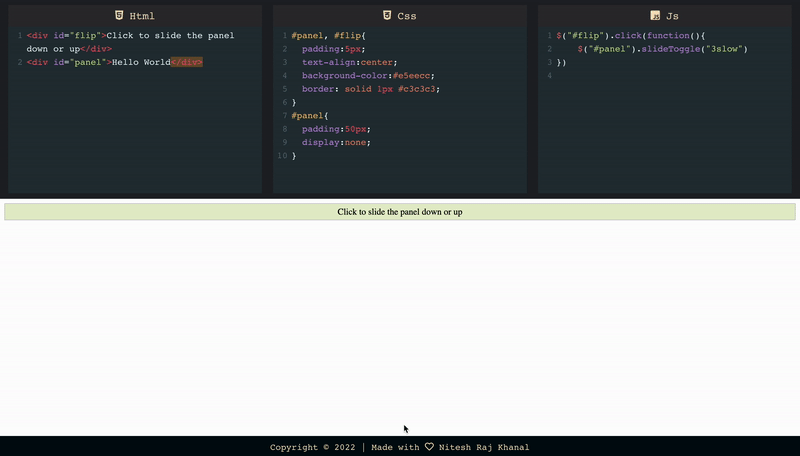 Html
1 <div id="flip">Click to slide the panel
down or up</div>
2 <div id="panel">Hello World</div>
Css
1 #panel, #flip{
2 padding:5px;
3 text-align:center;
4 background-color:#e5eecc;
5 border: solid 1px #c3c3c3;
6 }
7 #panel{
8 padding:50px;
9 display:none;
10 }
JS Js
1 $("#flip").click(function(){
2 $("#panel").slideToggle("3slow")
3 })
4
Click to slide the panel down or up
Copyright © 2022 | Made with ♡ Nitesh Raj Khanal